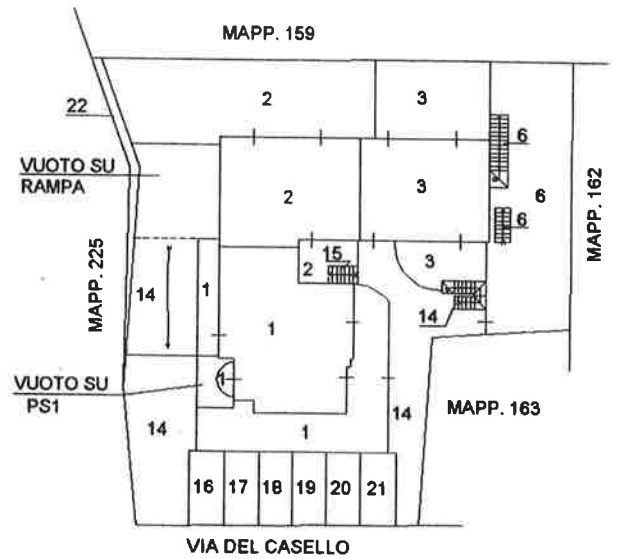 MAPP. 159
2
3
22
6
VUOTO SU
RAMPA
2
3
6
6
MAPP. 162
MAPP. 225
14
1
2
15
3
14
1
VUOTO SU
PS1
1
14
1
14
MAPP. 163
16
17
18
19
20
21
VIA DEL CASELLO